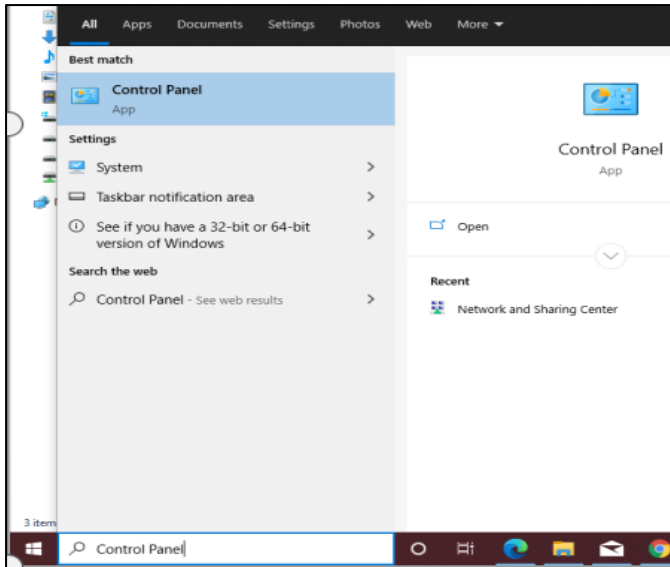 All Apps Documents Settings Photos Web More
Best match
Control Panel
App
Settings
System
Taskbar notification area
See if you have a 32-bit or 64-bit
version of Windows
Search the web
Control Panel - See web results
Control Panel
App
Open
Recent
Network and Sharing Center
3 item
Control Panel